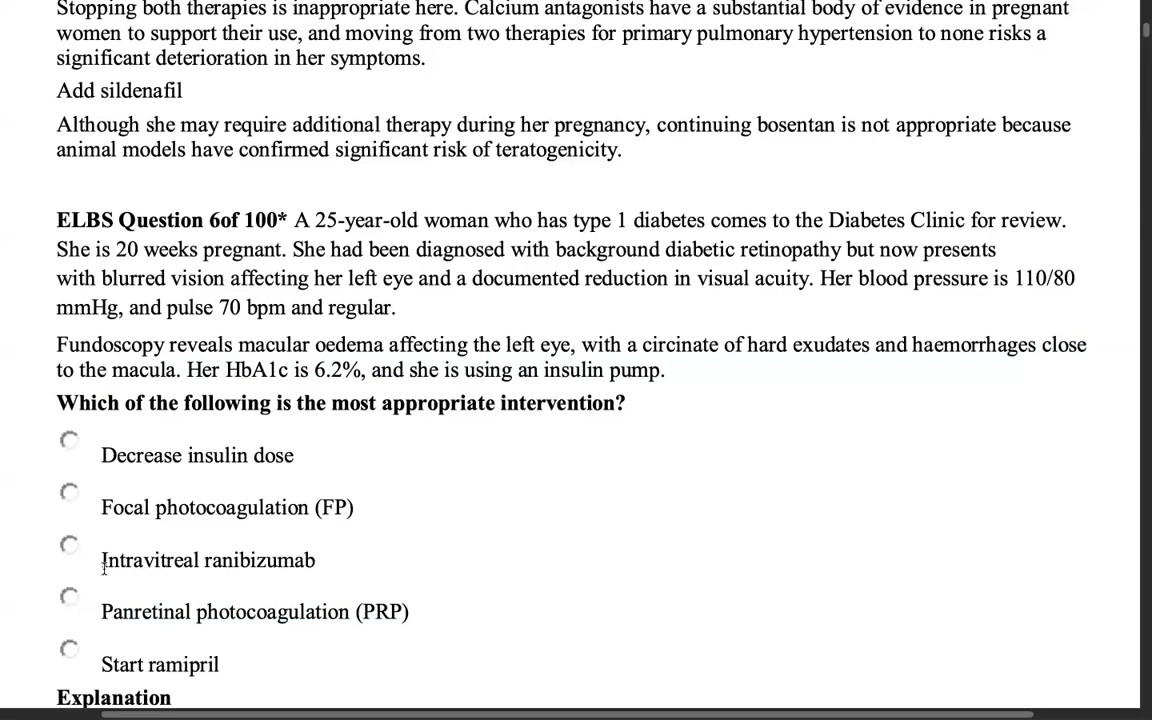 Stopping both therapies is inappropriate here. Calcium antagonists have a substantial body of evidence in pregnant
women to support their use, and moving from two therapies for primary pulmonary hypertension to none risks a
significant deterioration in her symptoms.
Add sildenafil
Although she may require additional therapy during her pregnancy, continuing bosentan is not appropriate because
animal models have confirmed significant risk of teratogenicity.
ELBS Question 6of 100* A 25-year-old woman who has type 1 diabetes comes to the Diabetes Clinic for review.
She is 20 weeks pregnant. She had been diagnosed with background diabetic retinopathy but now presents
with blurred vision affecting her left eye and a documented reduction in visual acuity. Her blood pressure is 110/80
mmHg, and pulse 70 bpm and regular.
Fundoscopy reveals macular oedema affecting the left eye, with a circinate of hard exudates and haemorrhages close
to the macula. Her HbA1c is 6.2%, and she is using an insulin pump.
Which of the following is the most appropriate intervention?
Decrease insulin dose
Focal photocoagulation (FP)
Intravitreal ranibizumab
Panretinal photocoagulation (PRP)
Start ramipril
Explanation